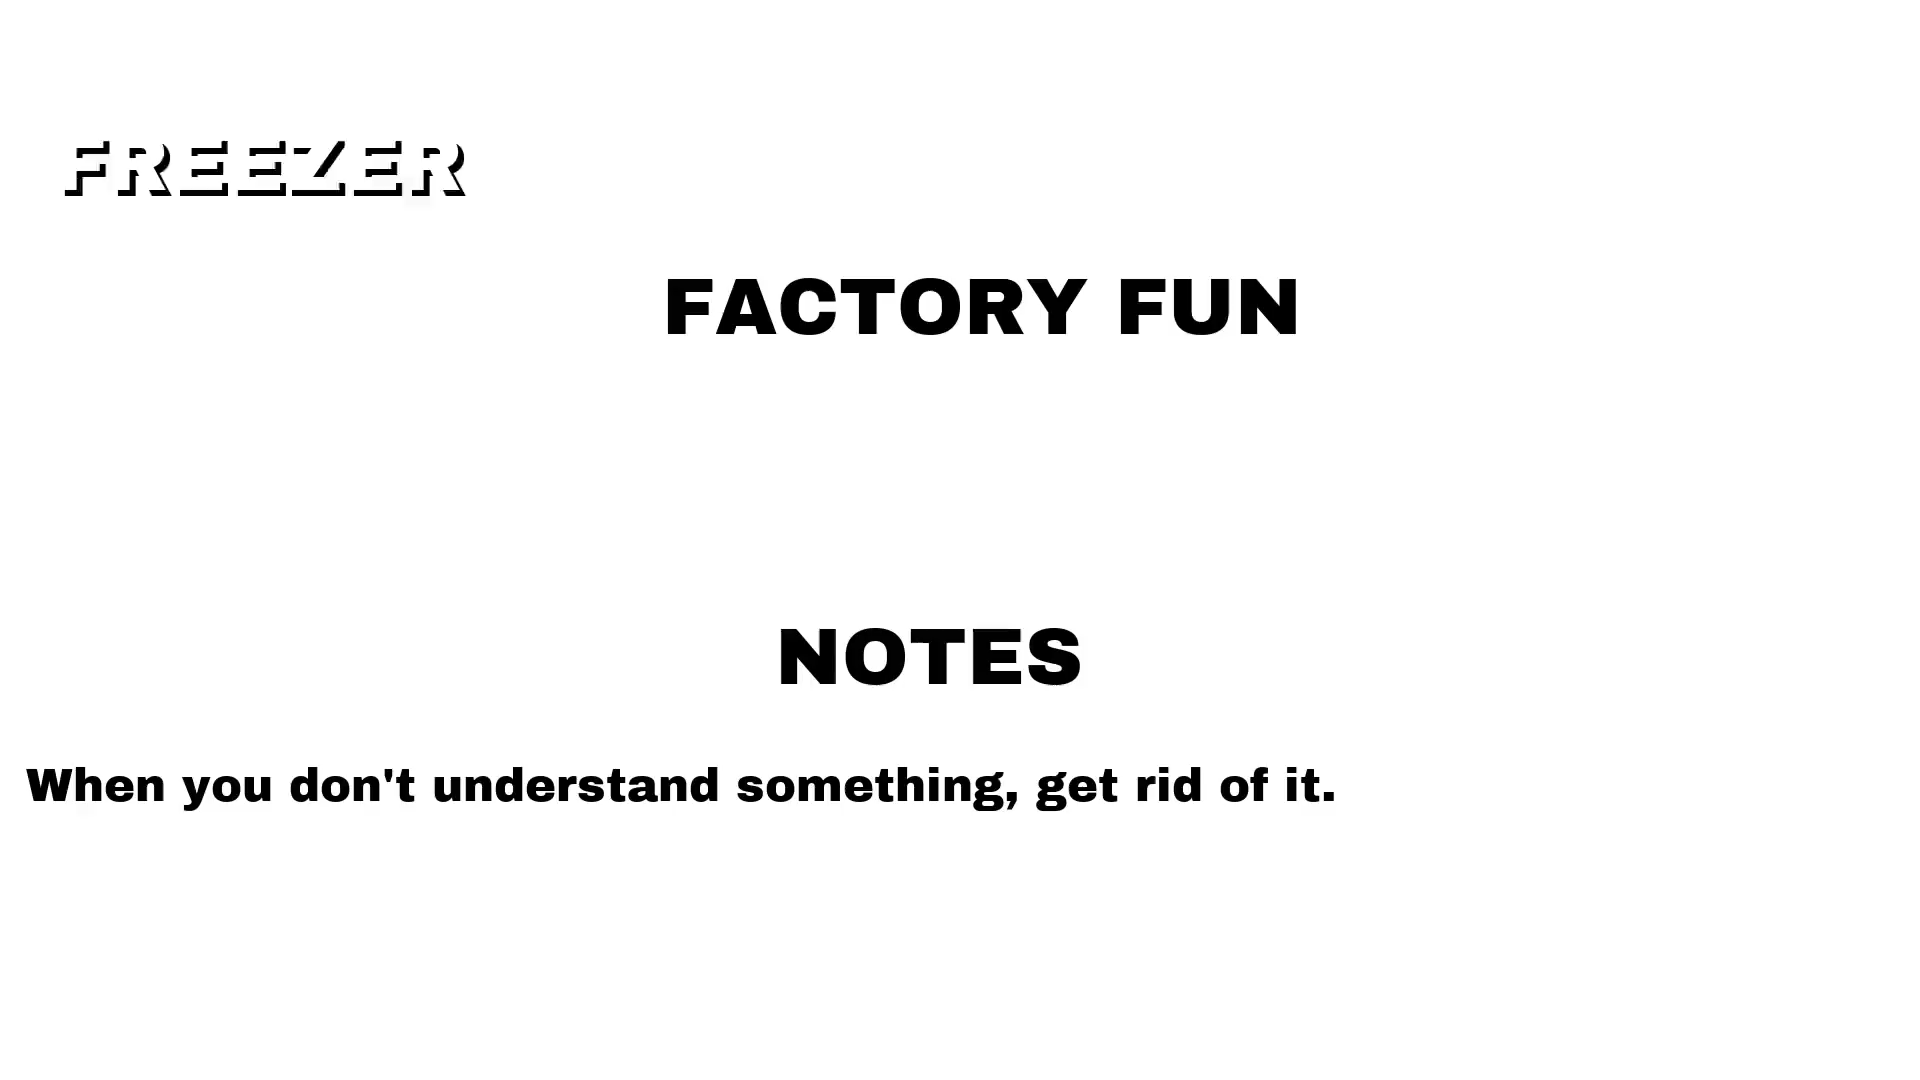 FREEZER
FACTORY FUN
NOTES
When you don't understand something, get rid of it.